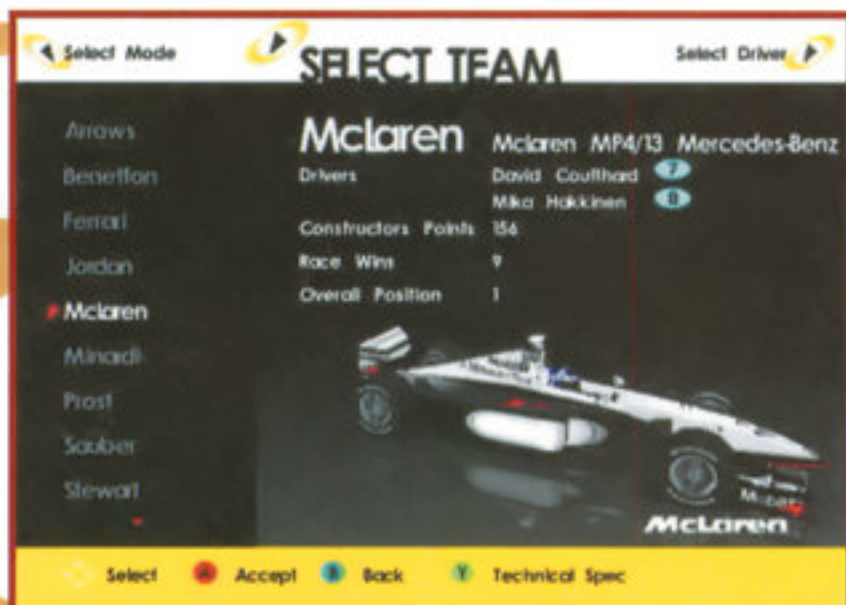 Select Mode
SELECT TEAM
Select Driver
Arrows
Benetton
Ferrari
Jordan
Mclaren
Minardi
Prost
Sauber
Stewart
Mclaren
Mclaren MP4/13 Mercedes-Benz
Drivers
David Coulthard 7
Mika Hakkinen 8
Constructors Points 156
Race Wins 9
Overall Position 1
Mobil
McLaren
Select
A Accept
B Back
Y Technical Spec